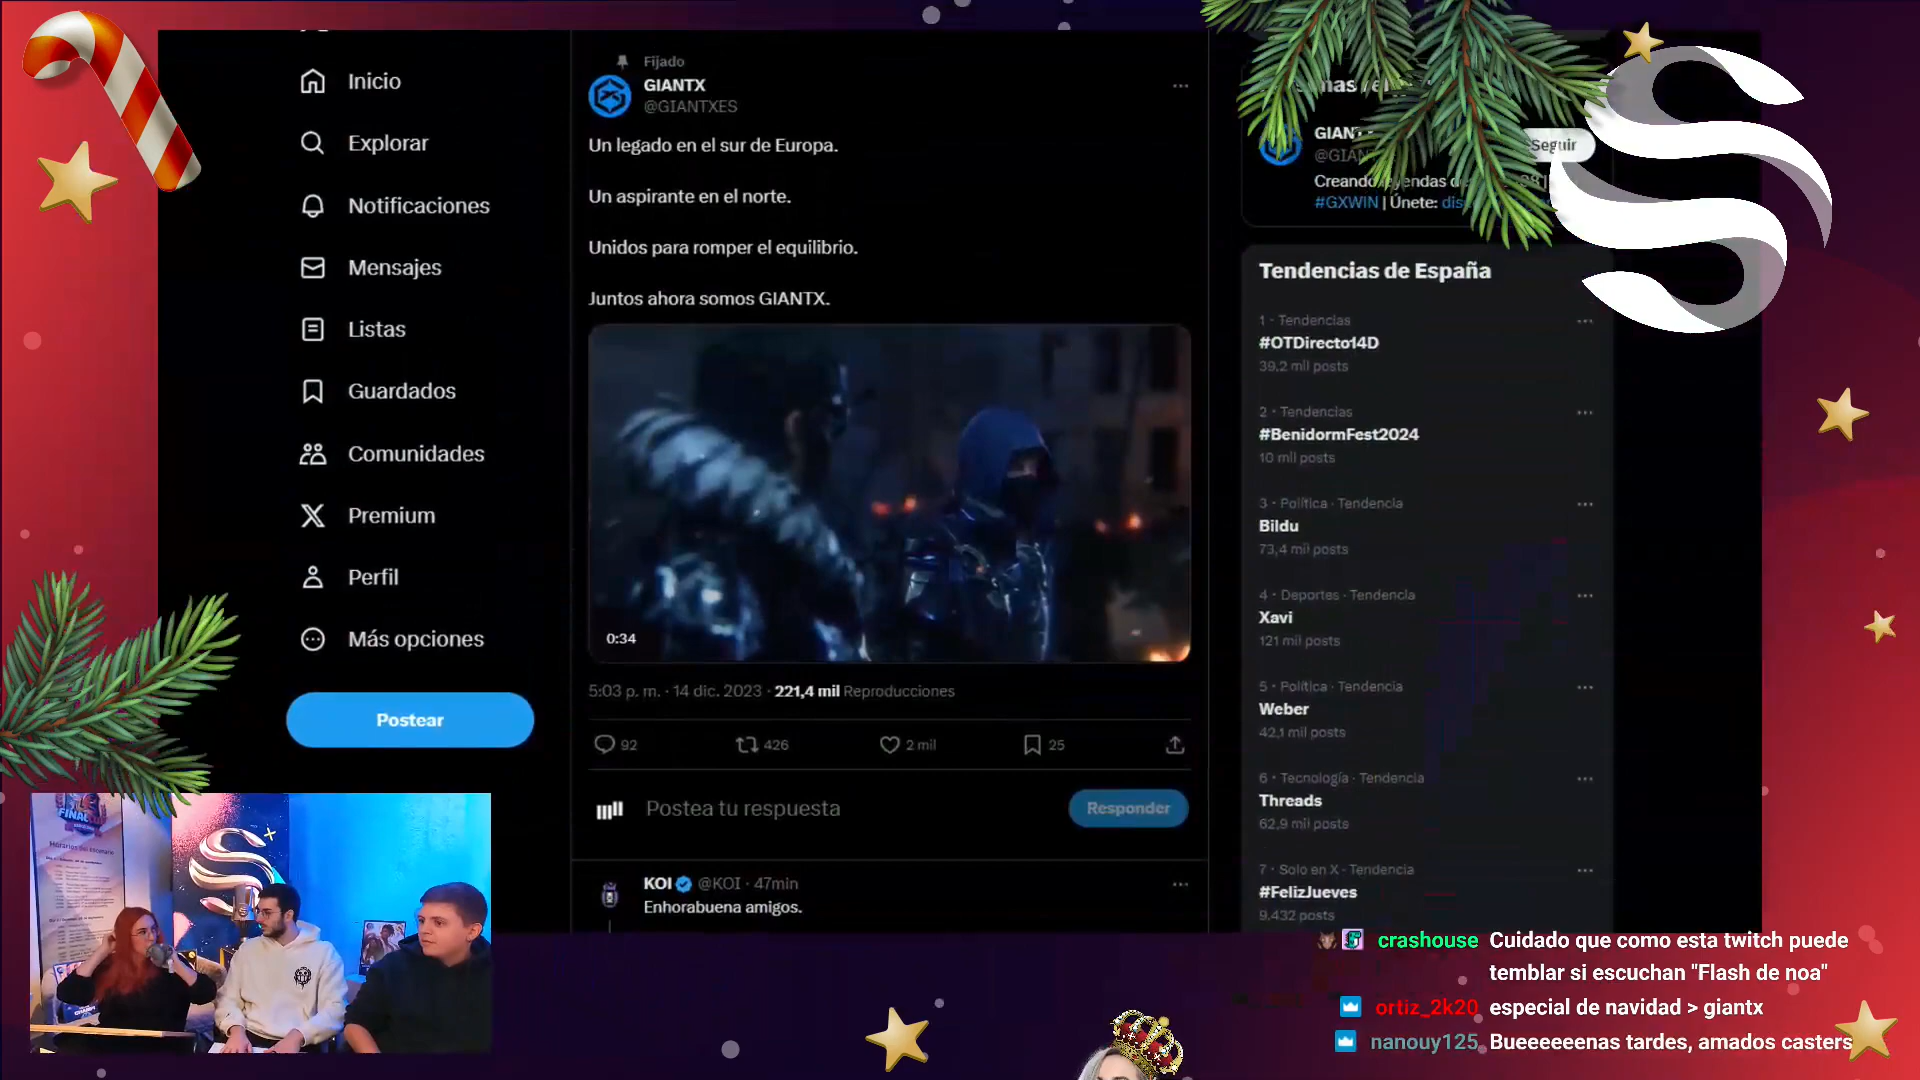 Inicio
Explorar
Notificaciones
Mensajes
Listas
Guardados
Comunidades
Premium
Perfil
Más opciones
Postear
Fijado
GIANTX
@GIANTXES
Un legado en el sur de Europa.
Un aspirante en el norte.
Unidos para romper el equilibrio.
Juntos ahora somos GIANTX.
0:34
5:03 p. m. · 14 dic. 2023 · 221,4 mil Reproducciones
92
426
2 mil
25
Postea tu respuesta
Responder
KOI @KOI · 47min
Enhorabuena amigos.
Seguir
Creando
#GXWIN | Únete:
Tendencias de España
1 · Tendencias
#OTDirecto14D
39,2 mil posts
2 · Tendencias
#BenidormFest2024
10 mil posts
3 · Política · Tendencia
Bildu
73,4 mil posts
4 · Deportes · Tendencia
Xavi
121 mil posts
5 · Política · Tendencia
Weber
42,1 mil posts
6 · Tecnología · Tendencia
Threads
62,9 mil posts
7 · Solo en X · Tendencia
#FelizJueves
9.432 posts
Horarios del Escenario
crashouse Cuidado que como esta twitch puede
temblar si escuchan "Flash de noa"
ortiz_2k20 especial de navidad > giantx
nanouy125 Bueeeeeenas tardes, amados casters